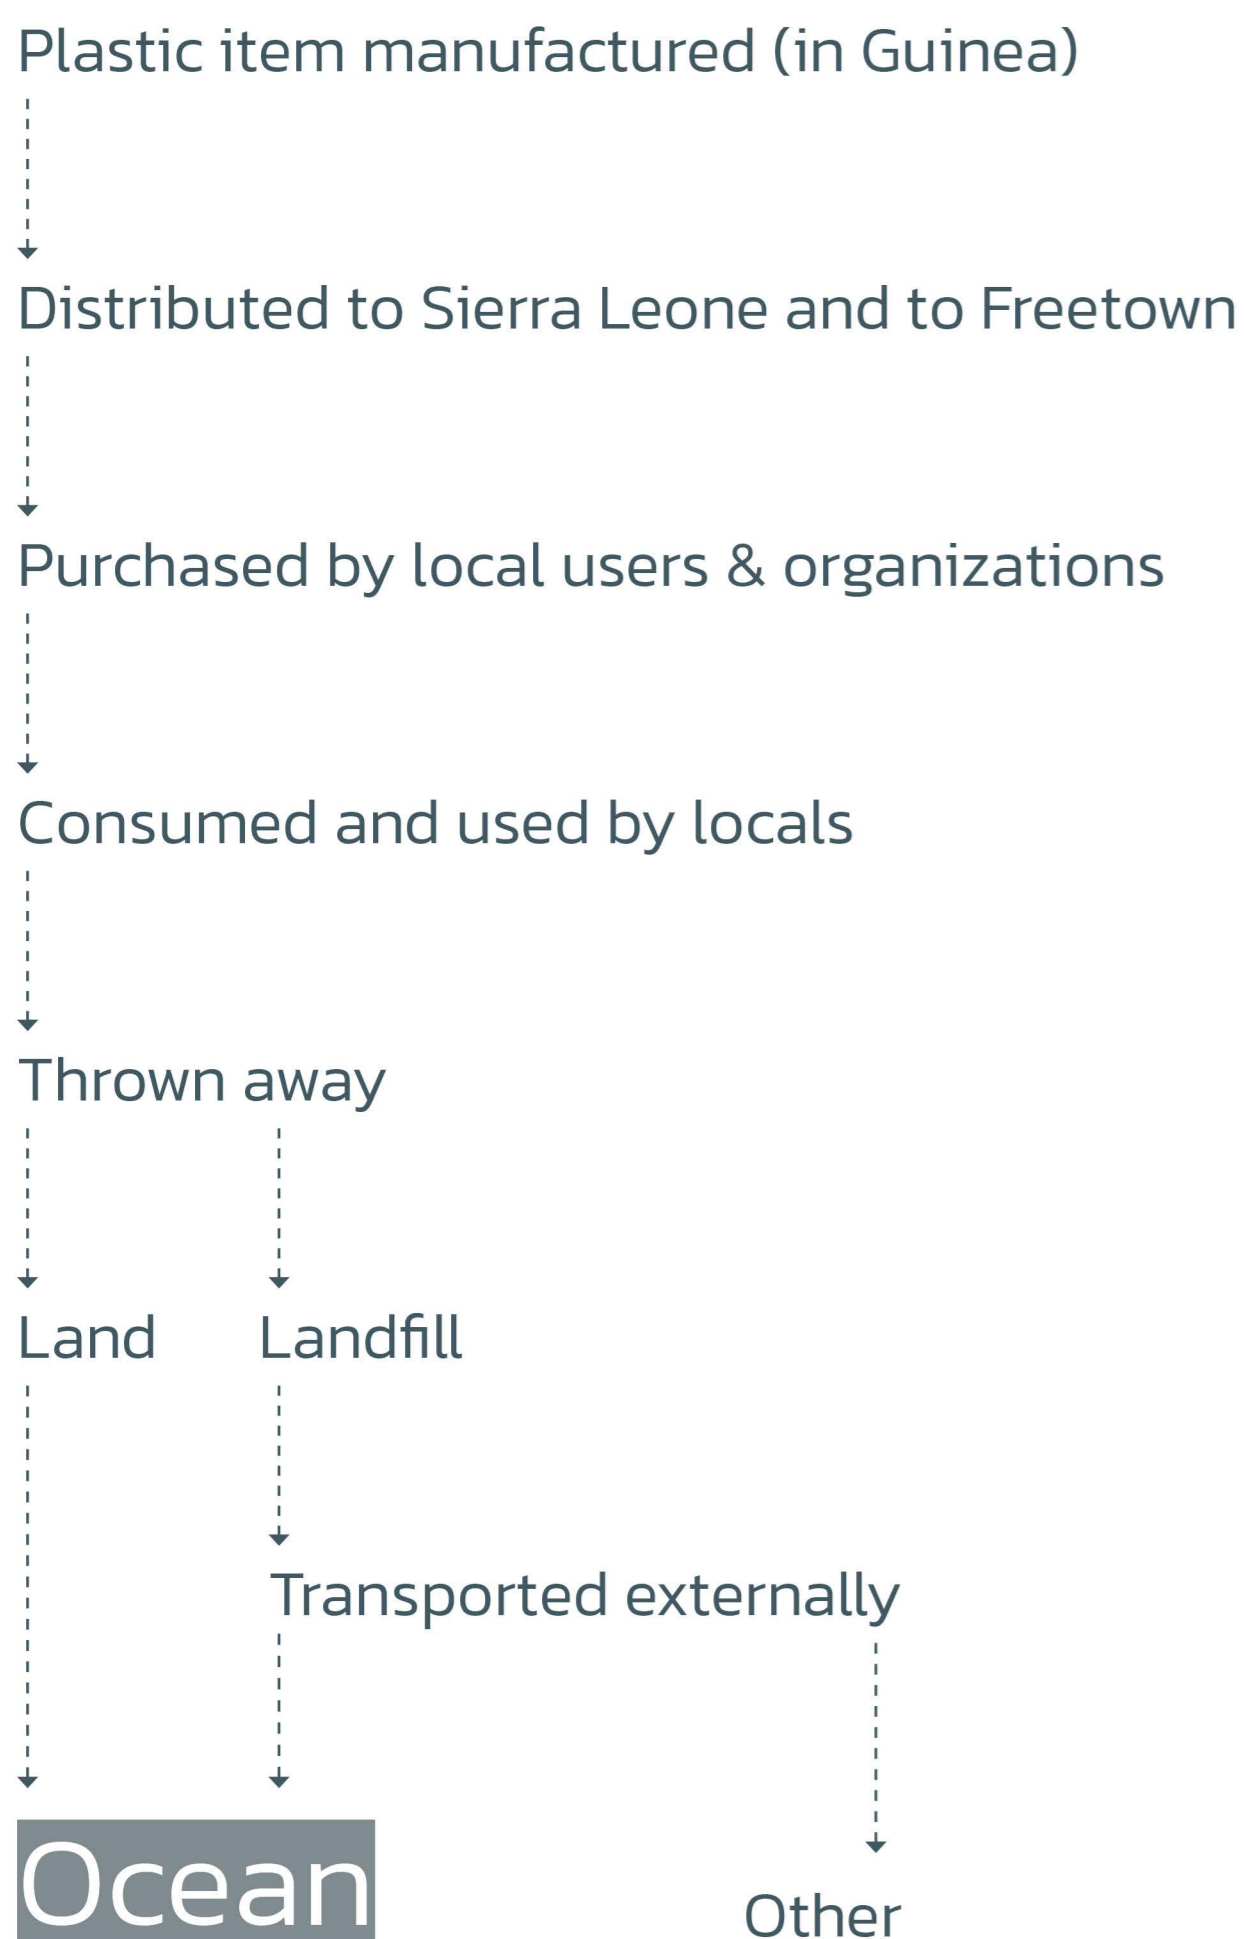 Plastic item manufactured (in Guinea)
Distributed to Sierra Leone and to Freetown
Purchased by local users & organizations
Consumed and used by locals
Thrown away
Land
Landfill
Transported externally
Ocean
Other